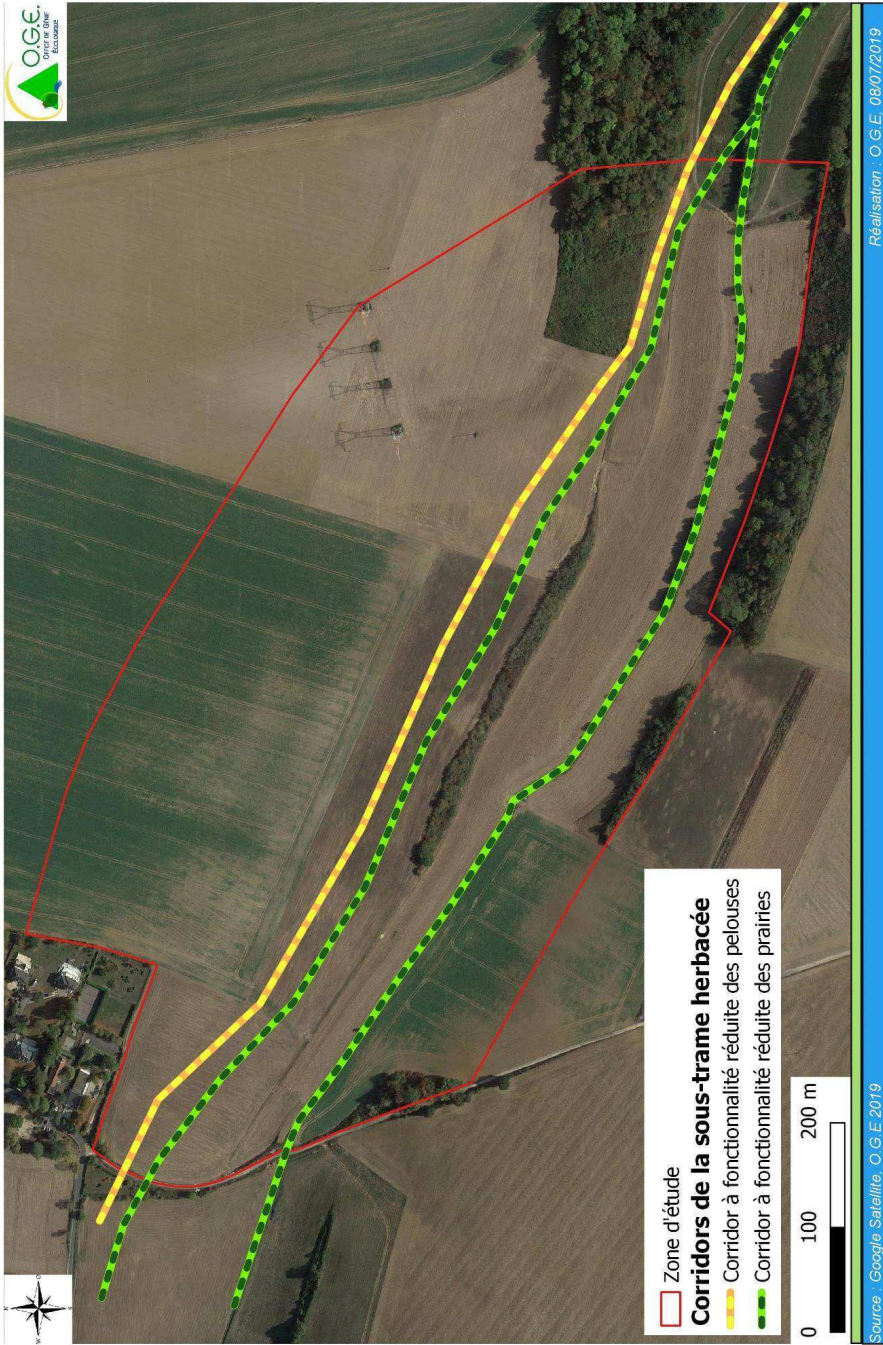 O.G.E.
OFFICE DE GÉNIE
ÉCOLOGIQUE
N
W
S
Zone d'étude
Corridors de la sous-trame herbacée
Corridor à fonctionnalité réduite des pelouses
Corridor à fonctionnalité réduite des prairies
0 100 200 m
Source : Google Satellite, O.G.E 2019
Réalisation : O.G.E, 08/07/2019